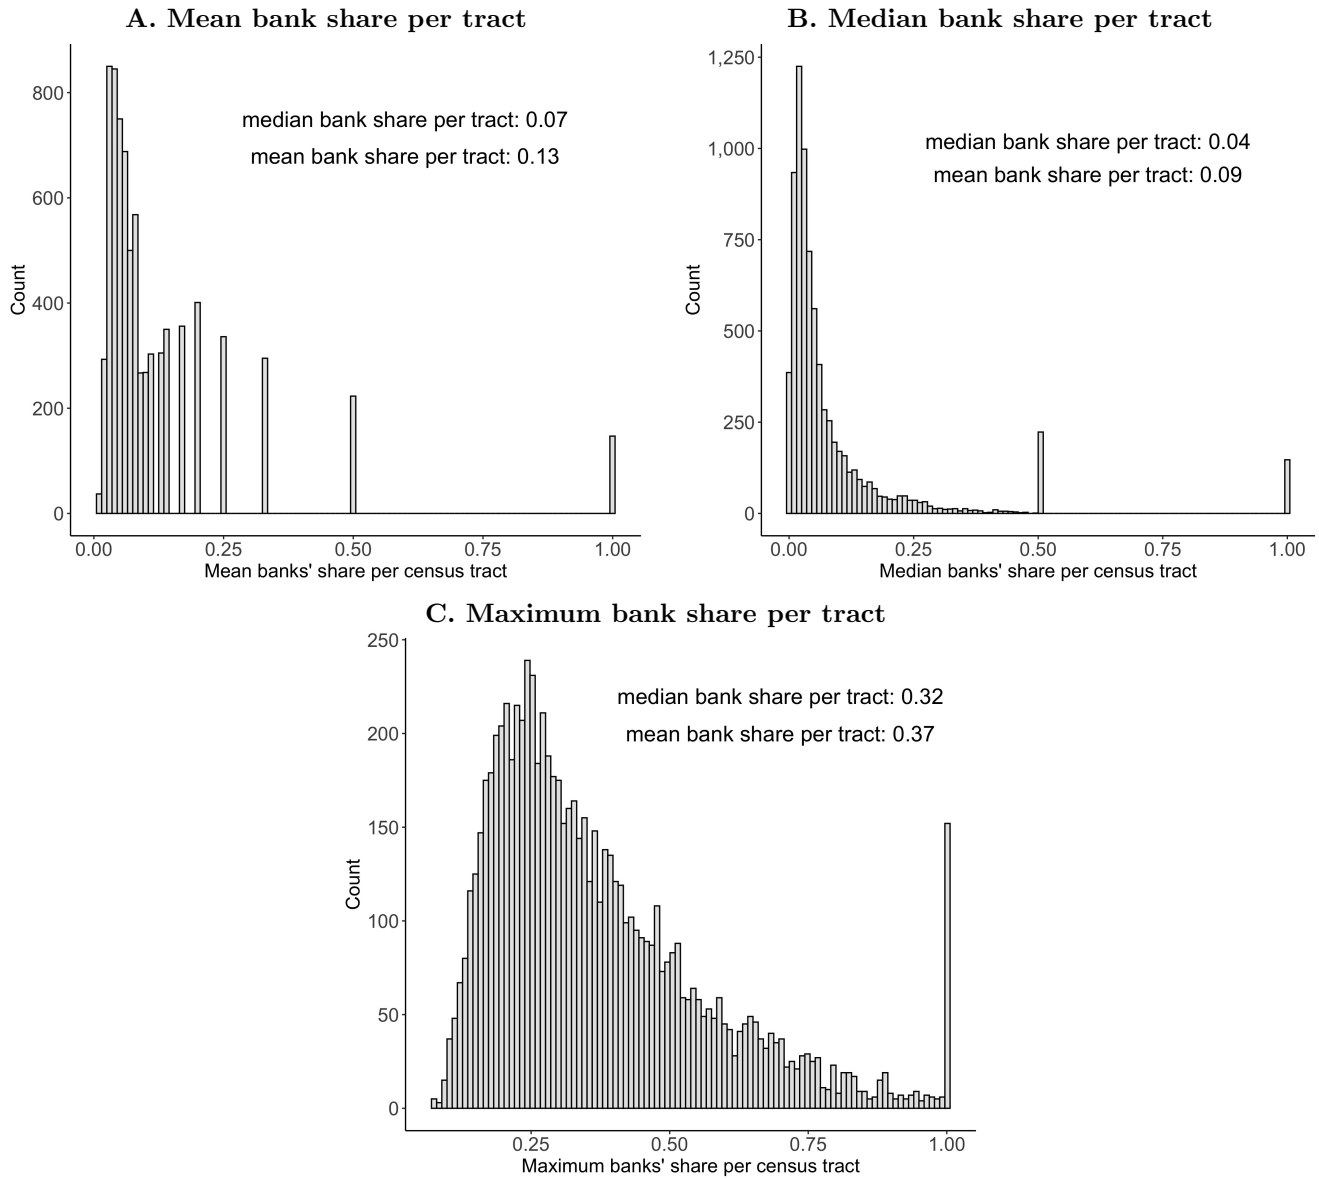 A. Mean bank share per tract
median bank share per tract: 0.07
mean bank share per tract: 0.13
Count
800
600
400
200
0
0.00 0.25 0.50 0.75 1.00
Mean banks' share per census tract
B. Median bank share per tract
median bank share per tract: 0.04
mean bank share per tract: 0.09
Count
1,250
1,000
750
500
250
0
0.00 0.25 0.50 0.75 1.00
Median banks' share per census tract
C. Maximum bank share per tract
median bank share per tract: 0.32
mean bank share per tract: 0.37
Count
250
200
150
100
50
0
0.25 0.50 0.75 1.00
Maximum banks' share per census tract